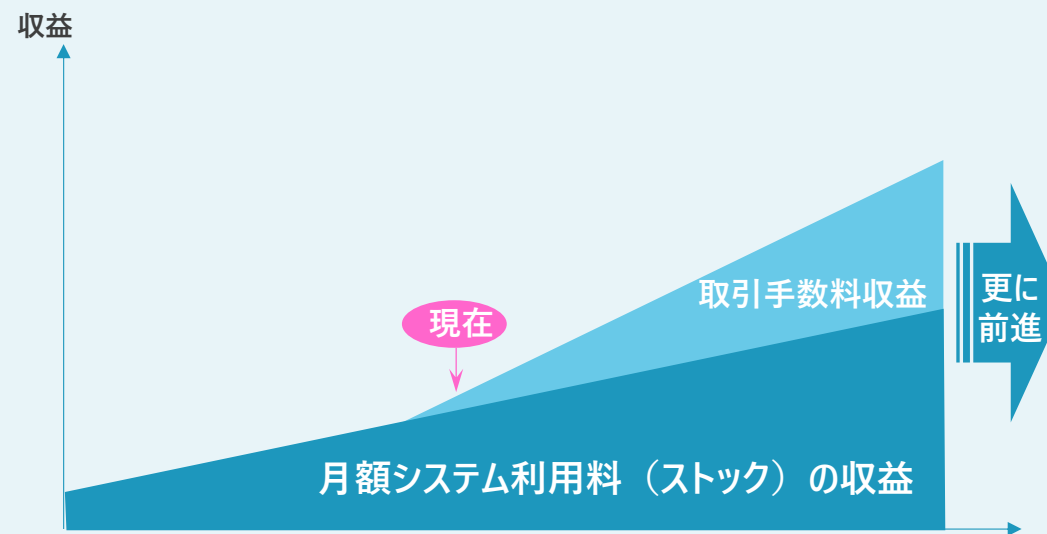 収益
現在
取引手数料収益
更に
前進
月額システム利用料（ストック）の収益